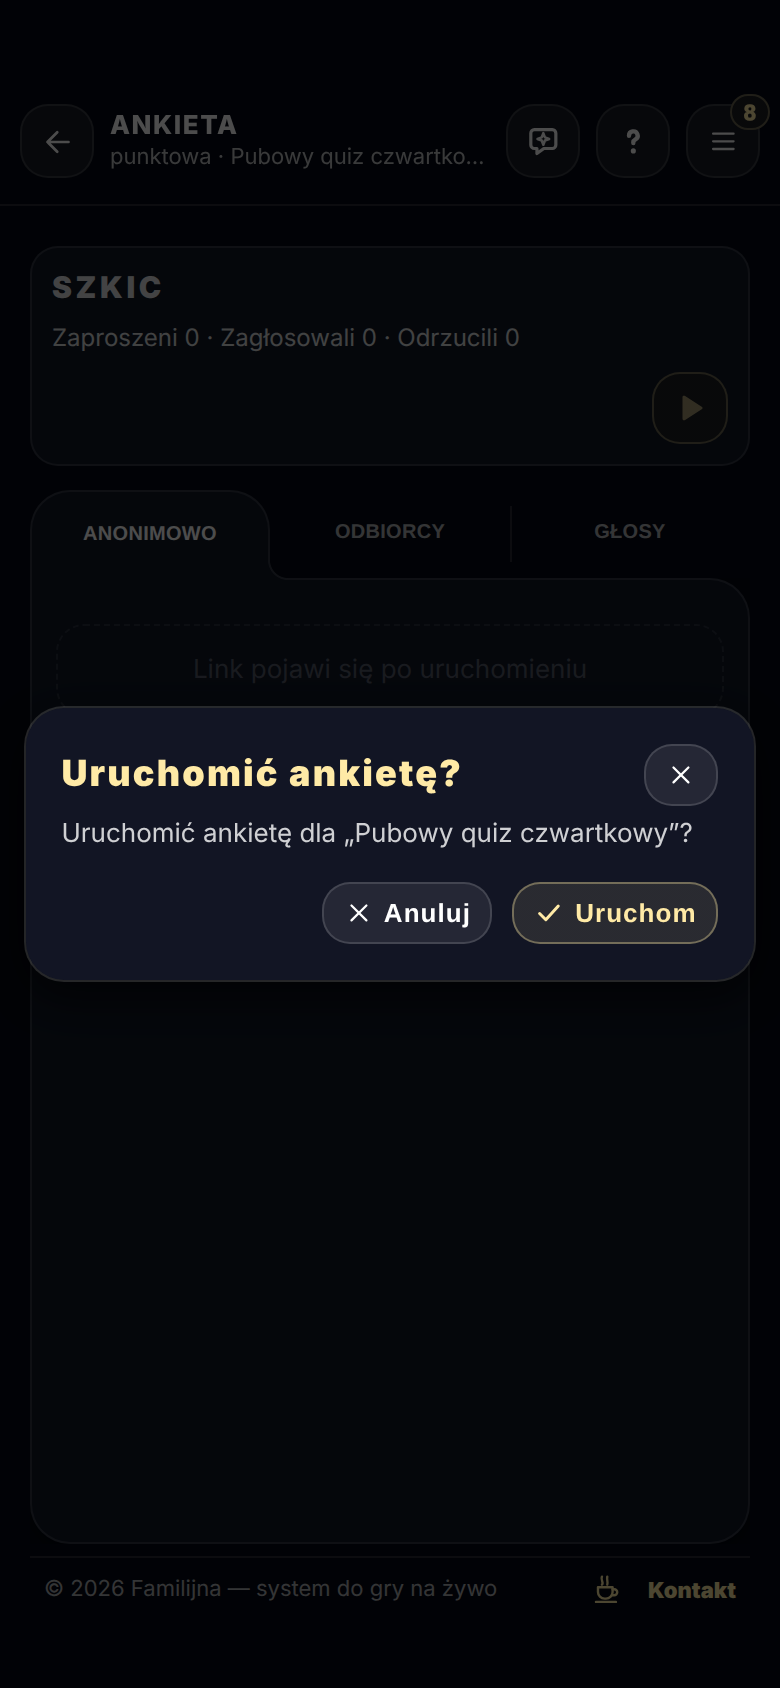 ANKIETA
punktowa · Pubowy quiz czwartko...
8
SZKIC
Zaproszeni 0 · Zagłosowali 0 · Odrzucili 0
ANONIMOWO
ODBIORCY
GŁOSY
Link pojawi się po uruchomieniu
Uruchomić ankietę?
Uruchomić ankietę dla „Pubowy quiz czwartkowy”?
Anuluj
Uruchom
© 2026 Familijna — system do gry na żywo
Kontakt